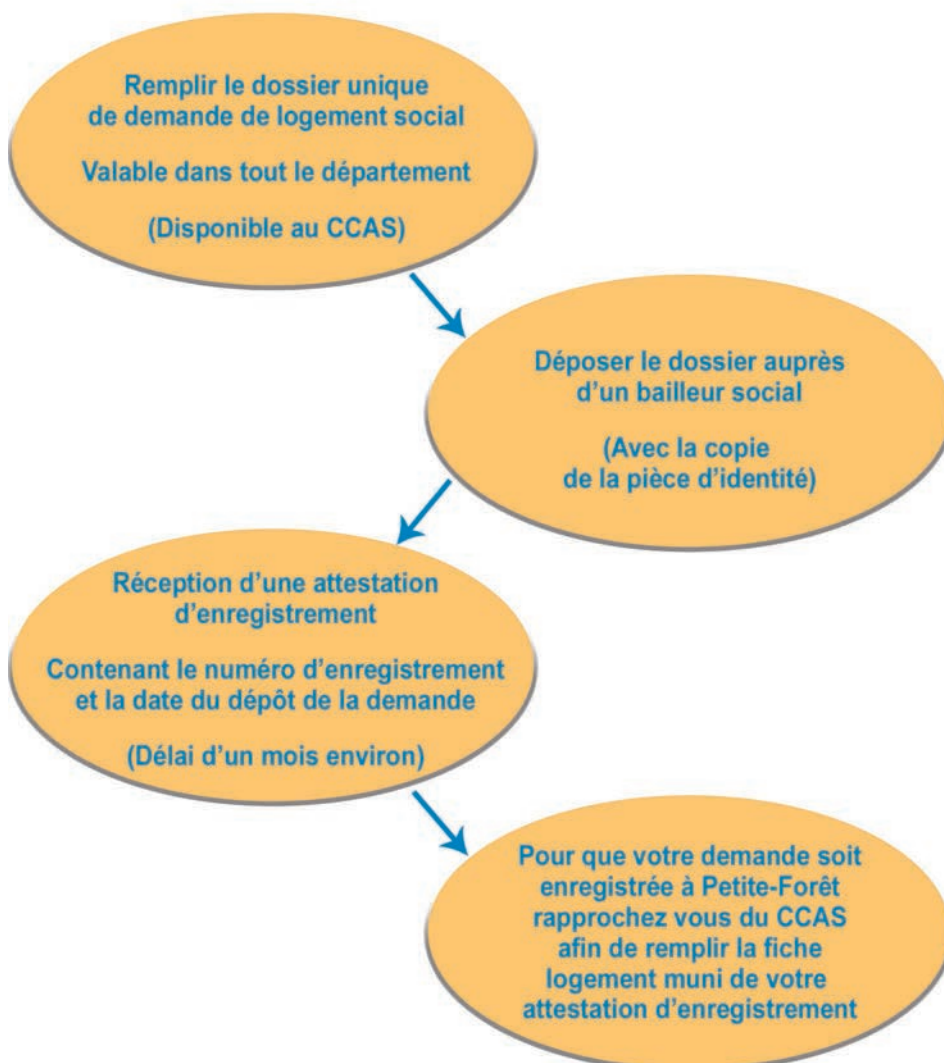 Remplir le dossier unique
de demande de logement social
Valable dans tout le département
(Disponible au CCAS)
Déposer le dossier auprès
d'un bailleur social
(Avec la copie
de la pièce d'identité)
Réception d'une attestation
d'enregistrement
Contenant le numéro d'enregistrement
et la date du dépôt de la demande
(Délai d'un mois environ)
Pour que votre demande soit
enregistrée à Petite-Forêt
rapprochez vous du CCAS
afin de remplir la fiche
logement muni de votre
attestation d'enregistrement